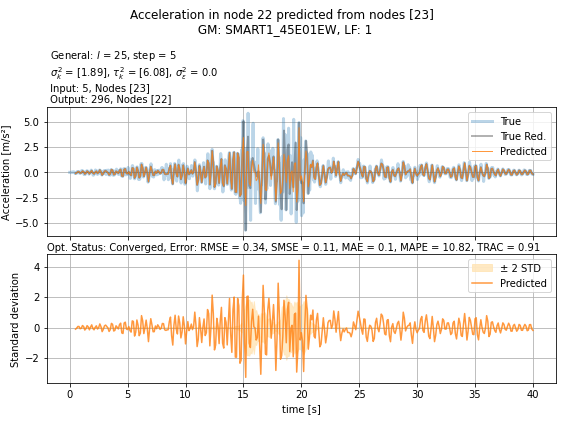 Acceleration in node 22 predicted from nodes [23]
GM: SMART1_45E01EW, LF: 1
General: l = 25, step = 5
σ²ₖ = [1.89], τ²ₖ = [6.08], σ²ε = 0.0
Input: 5, Nodes [23]
Output: 296, Nodes [22]
Acceleration [m/s²]
5.0
2.5
0.0
−2.5
−5.0
True
True Red.
Predicted
Opt. Status: Converged, Error: RMSE = 0.34, SMSE = 0.11, MAE = 0.1, MAPE = 10.82, TRAC = 0.91
Standard deviation
4
2
0
−2
± 2 STD
Predicted
0 5 10 15 20 25 30 35 40
time [s]